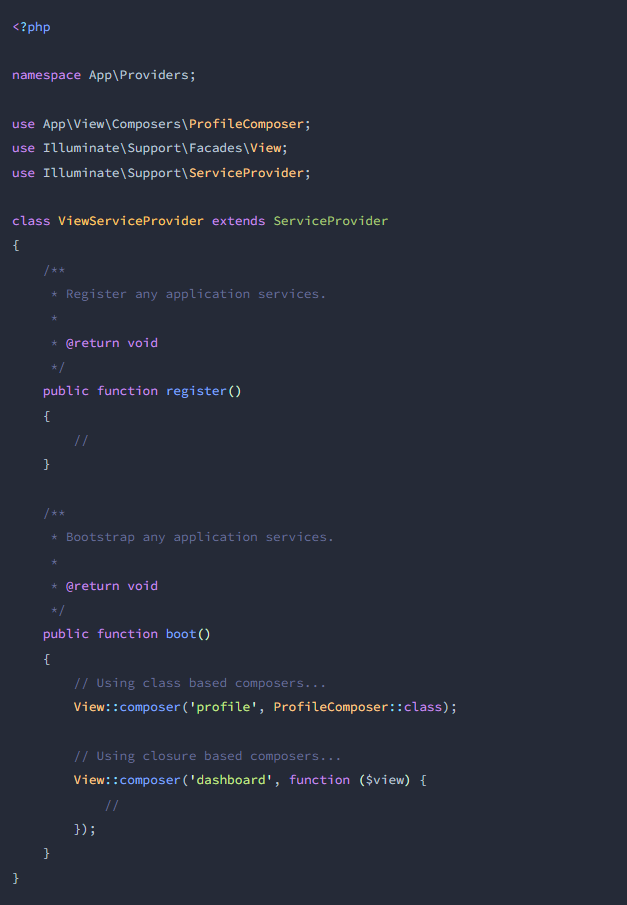 <?php

namespace App\Providers;

use App\View\Composers\ProfileComposer;
use Illuminate\Support\Facades\View;
use Illuminate\Support\ServiceProvider;

class ViewServiceProvider extends ServiceProvider
{
    /**
     * Register any application services.
     *
     * @return void
     */
    public function register()
    {
        //
    }

    /**
     * Bootstrap any application services.
     *
     * @return void
     */
    public function boot()
    {
        // Using class based composers...
        View::composer('profile', ProfileComposer::class);

        // Using closure based composers...
        View::composer('dashboard', function ($view) {
            //
        });
    }
}